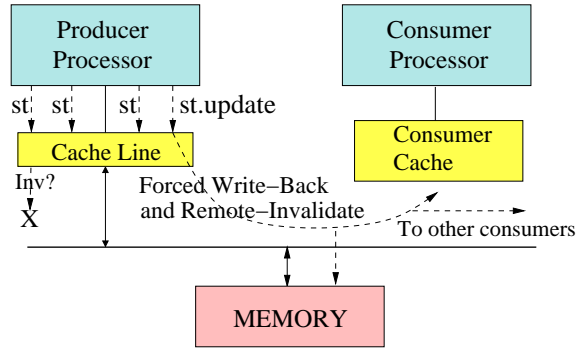 Producer
Processor
Consumer
Processor
st st st st.update
Cache Line
Consumer
Cache
Inv?
X
Forced Write−Back
and Remote−Invalidate
To other consumers
MEMORY